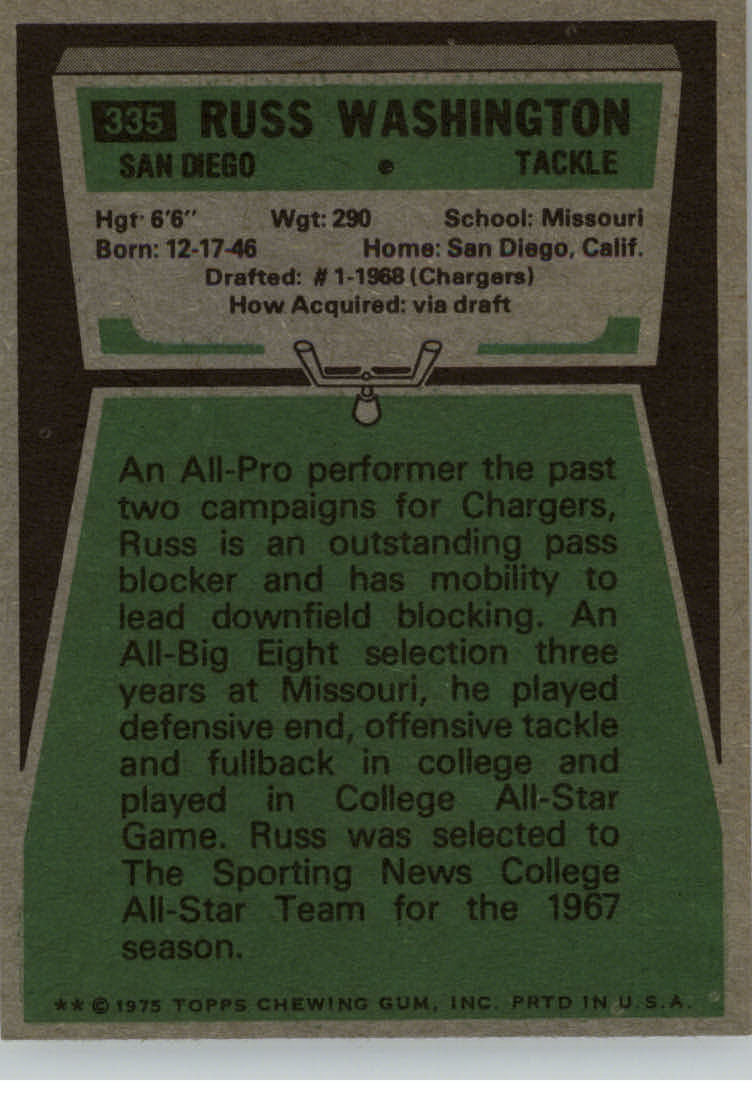 335 RUSS WASHINGTON
SAN DIEGO • TACKLE
Hgt· 6'6" Wgt: 290 School: Missouri
Born: 12-17-46 Home: San Diego, Calif.
Drafted: #1-1968 (Chargers)
How Acquired: via draft
An All-Pro performer the past
two campaigns for Chargers,
Russ is an outstanding pass
blocker and has mobility to
lead downfield blocking. An
All-Big Eight selection three
years at Missouri, he played
defensive end, offensive tackle
and fullback in college and
played in College All-Star
Game. Russ was selected to
The Sporting News College
All-Star Team for the 1967
season.
** © 1975 TOPPS CHEWING GUM, INC. PRTD IN U.S.A.